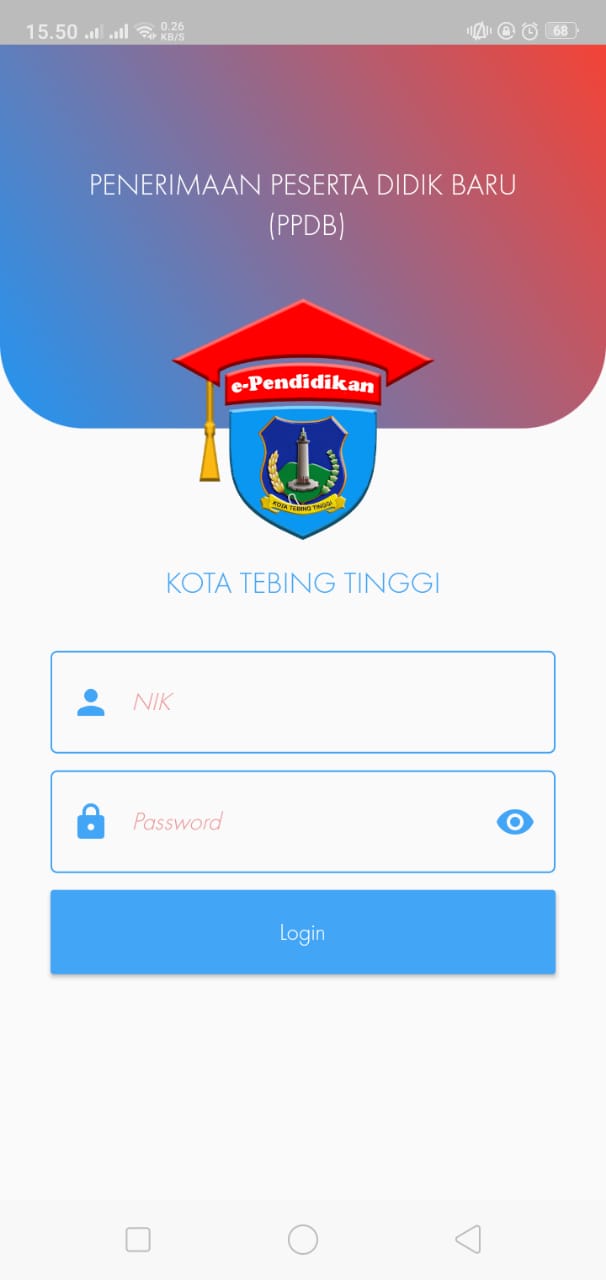 15.50
0.26
KB/S
68
PENERIMAAN PESERTA DIDIK BARU
(PPDB)
e-Pendidikan
KOTA TEBING TINGGI
KOTA TEBING TINGGI
NIK
Password
Login